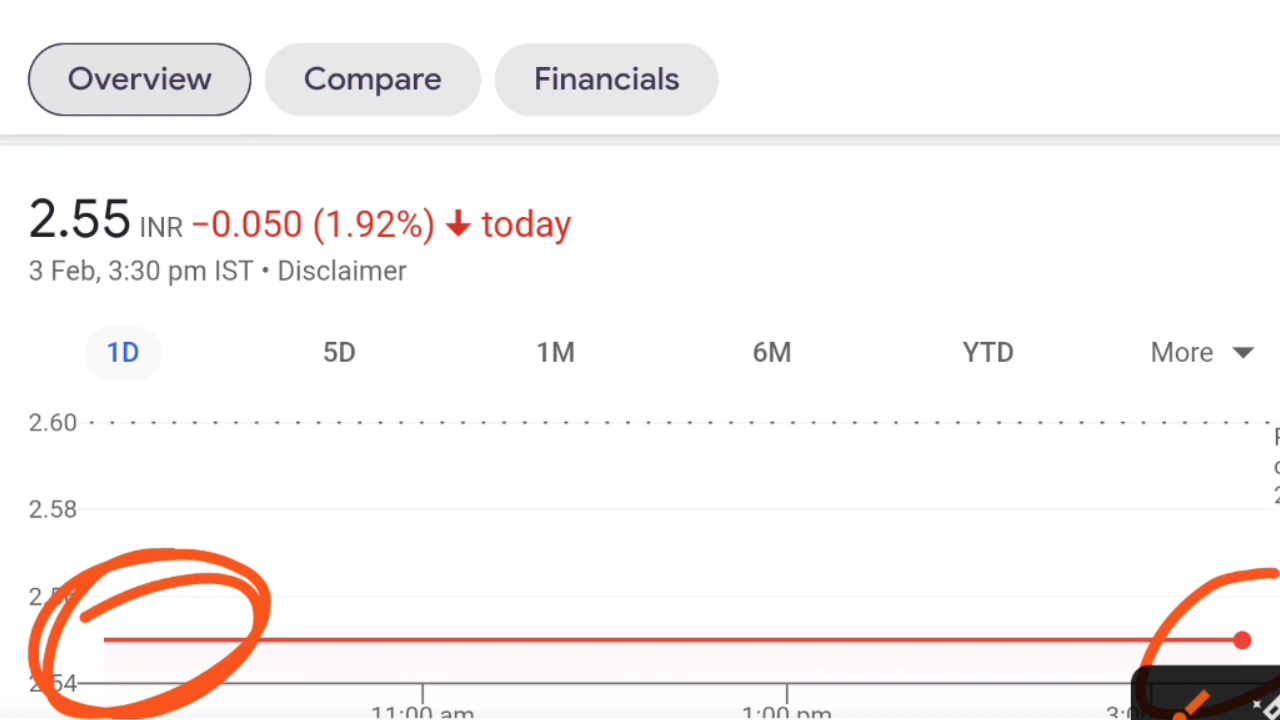 Overview Compare Financials
2.55 INR −0.050 (1.92%) ↓ today
3 Feb, 3:30 pm IST • Disclaimer
1D 5D 1M 6M YTD More
2.60
2.58
11:00 am 1:00 pm